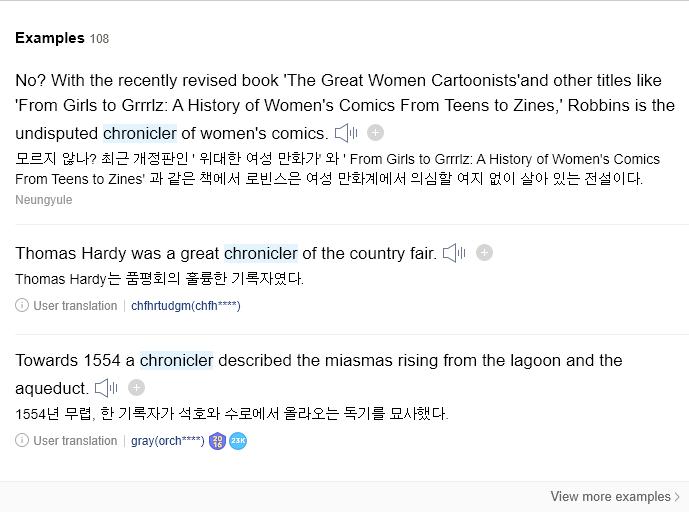 Examples 108
No? With the recently revised book 'The Great Women Cartoonists'and other titles like
'From Girls to Grrrlz: A History of Women's Comics From Teens to Zines,' Robbins is the
undisputed chronicler of women's comics.
모르지 않나? 최근 개정판인 ' 위대한 여성 만화가' 와 ' From Girls to Grrrlz: A History of Women's Comics
From Teens to Zines' 과 같은 책에서 로빈스은 여성 만화계에서 의심할 여지 없이 살아 있는 전설이다.
Neungyule
Thomas Hardy was a great chronicler of the country fair.
Thomas Hardy는 품평회의 훌륭한 기록자였다.
User translation | chfhrtudgm(chfh****)
Towards 1554 a chronicler described the miasmas rising from the lagoon and the
aqueduct.
1554년 무렵, 한 기록자가 석호와 수로에서 올라오는 독기를 묘사했다.
User translation | gray(orch****) 2016 23K
View more examples >